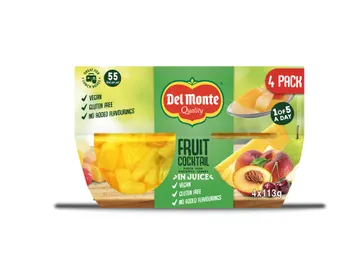 55
VEGAN
GLUTEN FREE
NO ADDED FLAVOURINGS
Del Monte
Quality
4 PACK
1 OF 5
A DAY
FRUIT
COCKTAIL
IN JUICE
VEGAN
GLUTEN FREE
NO ADDED FLAVOURINGS
4x113g